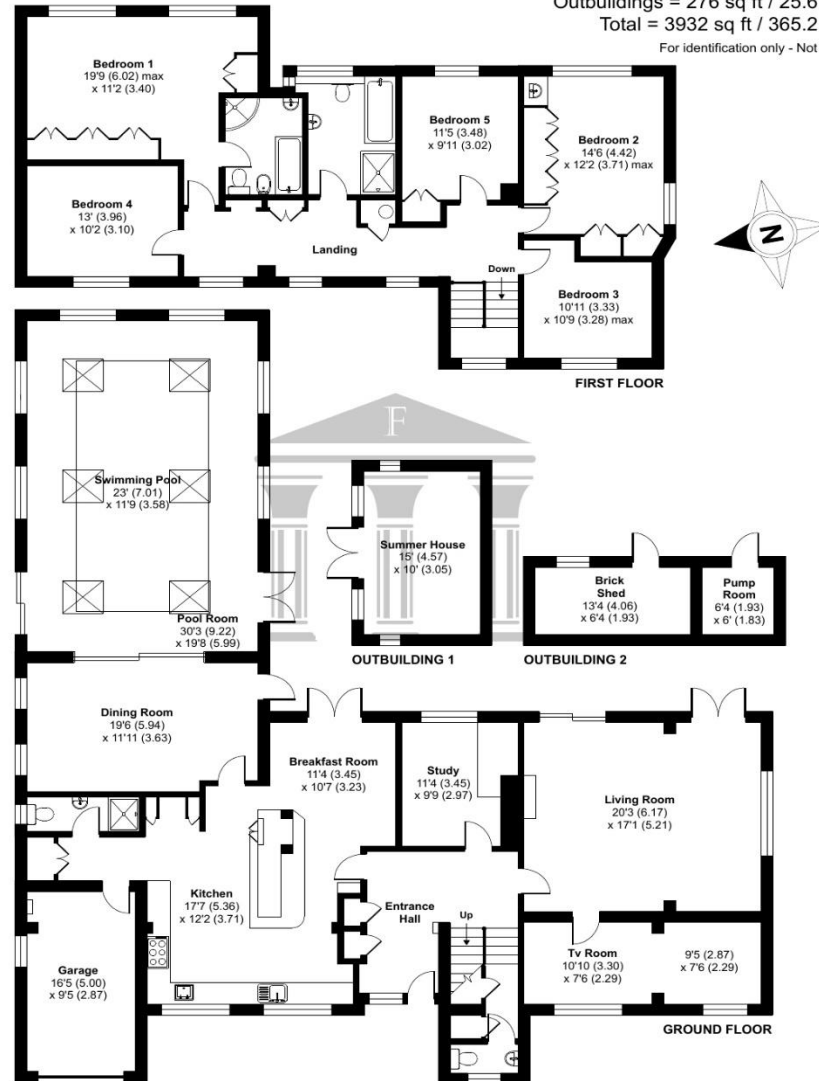 Outbuildings = 276 sq ft / 25.6
Total = 3932 sq ft / 365.2
For identification only - Not
Bedroom 1
19'9 (6.02) max
x 11'2 (3.40)
Bedroom 5
11'5 (3.48)
x 9'11 (3.02)
Bedroom 2
14'6 (4.42)
x 12'2 (3.71) max
Bedroom 4
13' (3.96)
x 10'2 (3.10)
Landing
Down
Bedroom 3
10'11 (3.33)
x 10'9 (3.28) max
N
FIRST FLOOR
F
Swimming Pool
23' (7.01)
x 11'9 (3.58)
Pool Room
30'3 (9.22)
x 19'8 (5.99)
Summer House
15' (4.57)
x 10' (3.05)
OUTBUILDING 1
Brick
Shed
13'4 (4.06)
x 6'4 (1.93)
Pump
Room
6'4 (1.93)
x 6' (1.83)
OUTBUILDING 2
Dining Room
19'6 (5.94)
x 11'11 (3.63)
Breakfast Room
11'4 (3.45)
x 10'7 (3.23)
Study
11'4 (3.45)
x 9'9 (2.97)
Living Room
20'3 (6.17)
x 17'1 (5.21)
Kitchen
17'7 (5.36)
x 12'2 (3.71)
Entrance
Hall
Up
Tv Room
10'10 (3.30)
x 7'6 (2.29)
9'5 (2.87)
x 7'6 (2.29)
Garage
16'5 (5.00)
x 9'5 (2.87)
GROUND FLOOR